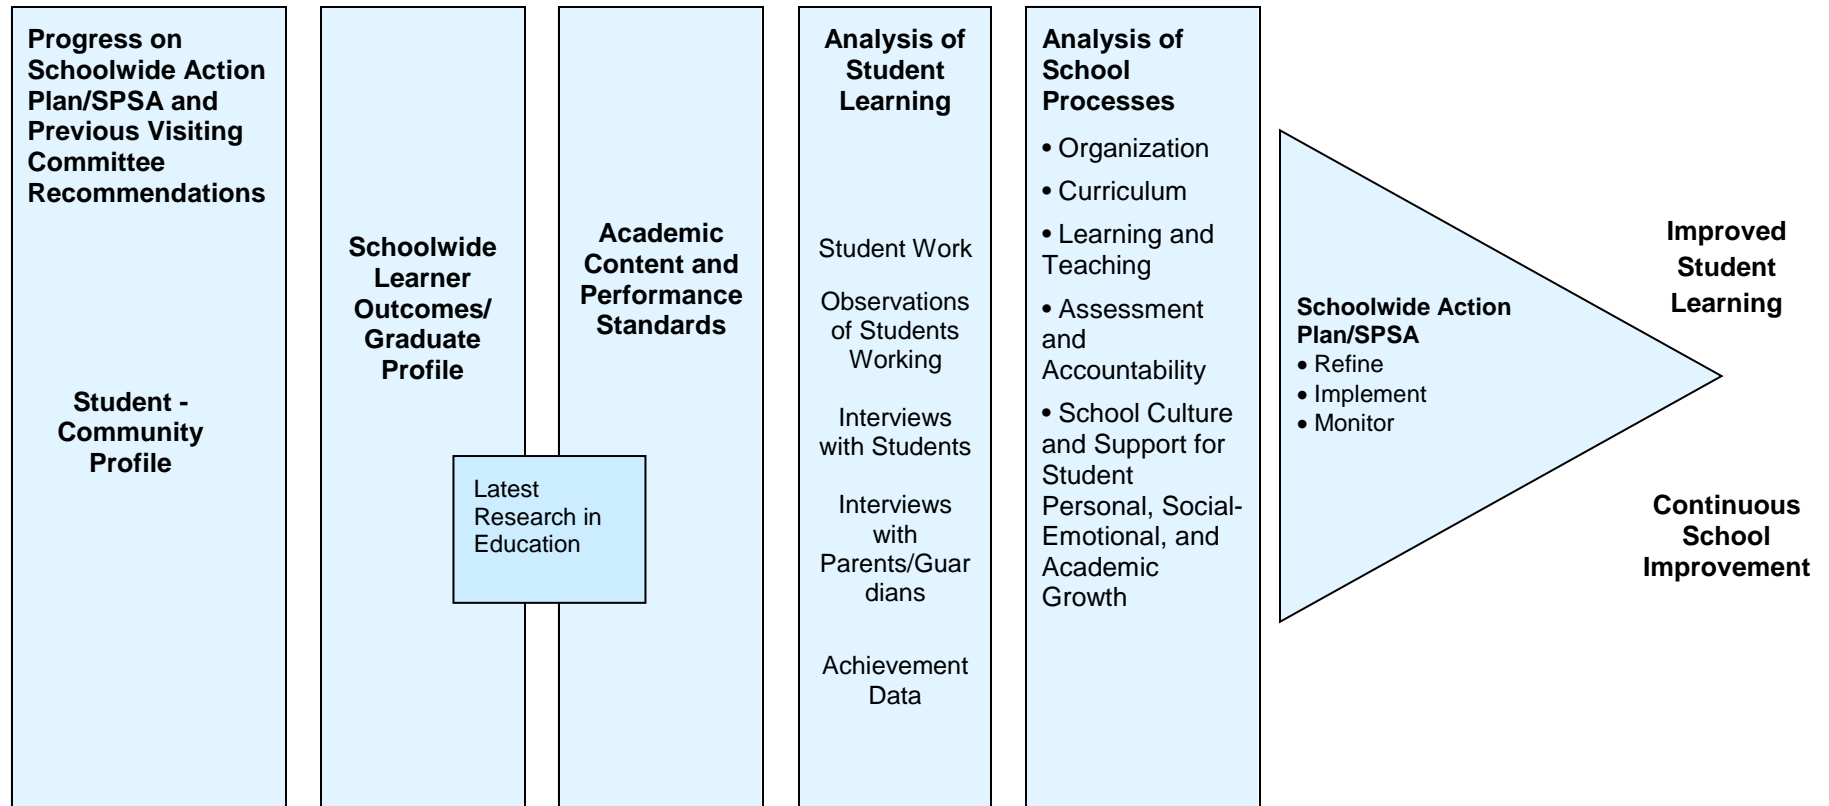 Progress on
Schoolwide Action
Plan/SPSA and
Previous Visiting
Committee
Recommendations
Student -
Community
Profile
Schoolwide
Learner
Outcomes/
Graduate
Profile
Academic
Content and
Performance
Standards
Latest
Research in
Education
Analysis of
Student
Learning
Student Work
Observations
of Students
Working
Interviews
with Students
Interviews
with
Parents/Guar
dians
Achievement
Data
Analysis of
School
Processes
• Organization
• Curriculum
• Learning and
Teaching
• Assessment
and
Accountability
• School Culture
and Support for
Student
Personal, Social-
Emotional, and
Academic
Growth
Schoolwide Action
Plan/SPSA
• Refine
• Implement
• Monitor
Improved
Student
Learning
Continuous
School
Improvement